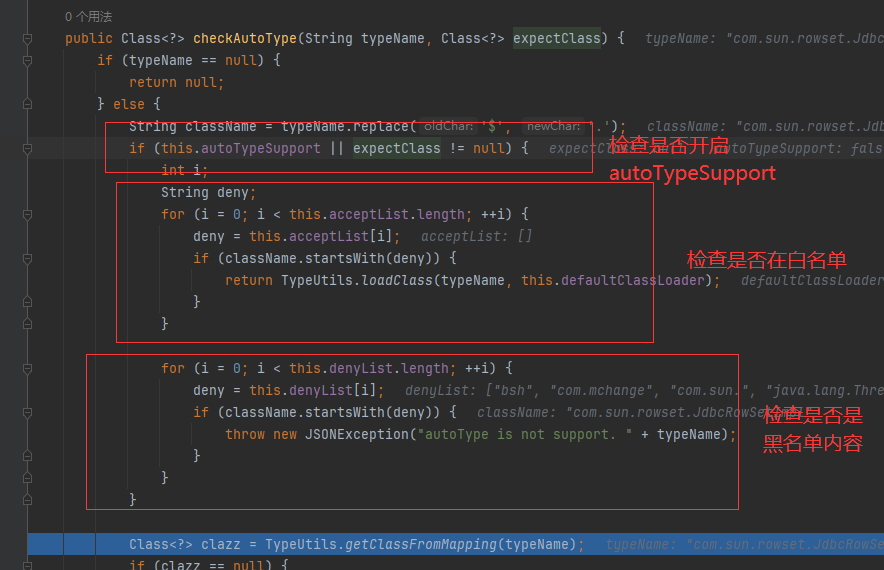 0 个用法
public Class<?> checkAutoType(String typeName, Class<?> expectClass) {   typeName: "com.sun.rowset.Jdbc
if (typeName == null) {
return null;
} else {
String className = typeName.replace( oldChar: '$', newChar: '.');   className: "com.sun.rowset.Jdb
if (this.autoTypeSupport || expectClass != null) {   expectClass: autoTypeSupport: fals
检查是否开启
autoTypeSupport
int i;
String deny;
for (i = 0; i < this.acceptList.length; ++i) {
deny = this.acceptList[i];   acceptList: []
if (className.startsWith(deny)) {
检查是否在白名单
return TypeUtils.loadClass(typeName, this.defaultClassLoader);   defaultClassLoader
}
}
for (i = 0; i < this.denyList.length; ++i) {
deny = this.denyList[i];   denyList: ["bsh", "com.mchange", "com.sun.", "java.lang.Thre
if (className.startsWith(deny)) {   className: "com.sun.rowset.JdbcRowSe
检查是否是
黑名单内容
throw new JSONException("autoType is not support. " + typeName);
}
}
}
Class<?> clazz = TypeUtils.getClassFromMapping(typeName);   typeName: "com.sun.rowset.JdbcRowSe
if (clazz == null) {